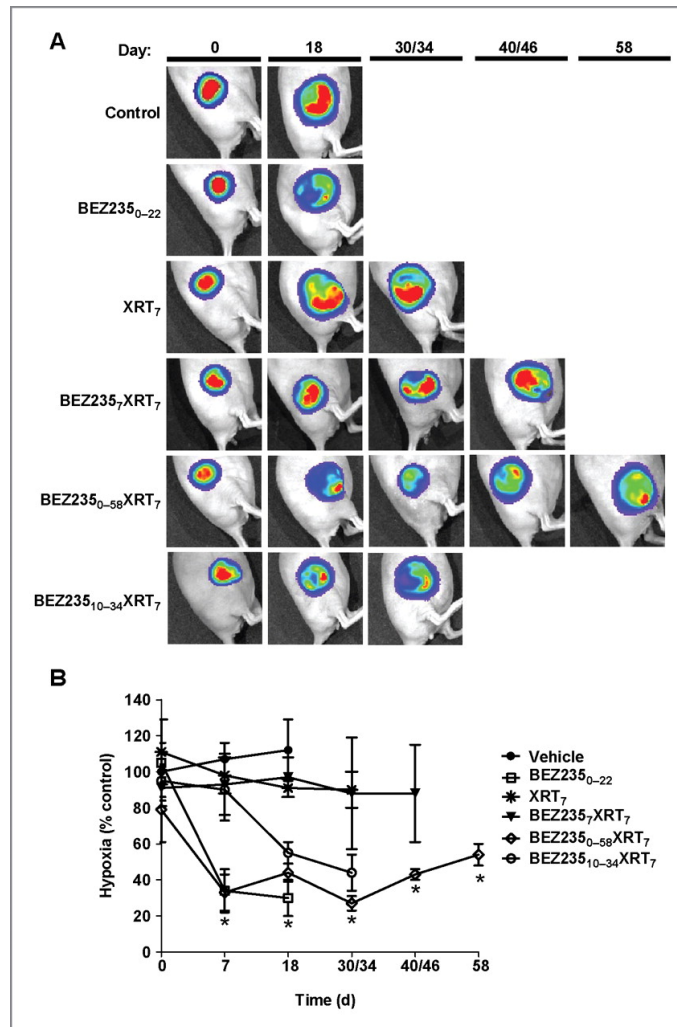 A
Day: 0 18 30/34 40/46 58
Control
BEZ235₀₋₂₂
XRT₇
BEZ235₇XRT₇
BEZ235₀₋₅₈XRT₇
BEZ235₁₀₋₃₄XRT₇
B
140
120
100
80
60
40
20
0
Hypoxia (% control)
* * * * *
0 7 18 30/34 40/46 58
Time (d)
Vehicle
BEZ235₀₋₂₂
XRT₇
BEZ235₇XRT₇
BEZ235₀₋₅₈XRT₇
BEZ235₁₀₋₃₄XRT₇